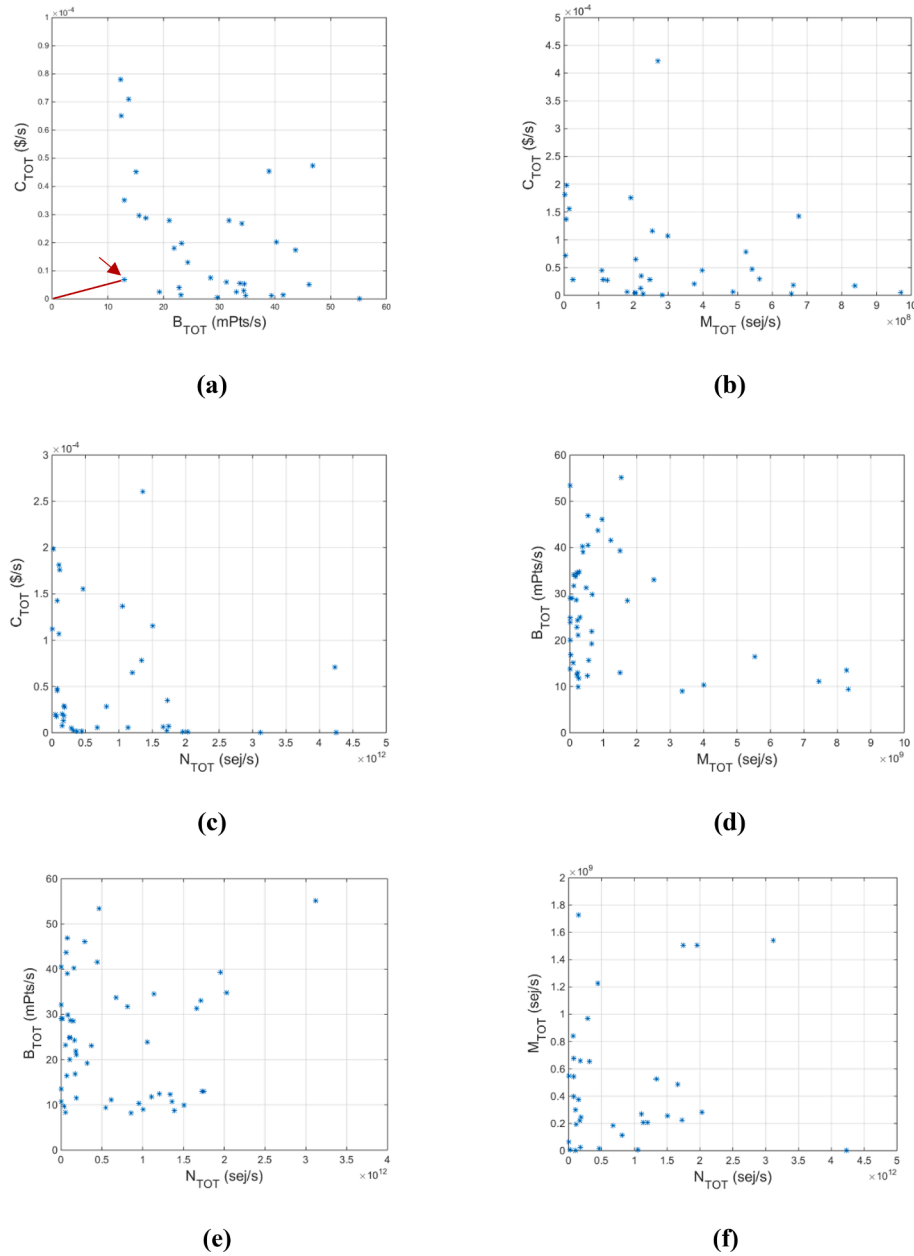 ×10⁻⁴
1
0.9
0.8
0.7
0.6
0.5
0.4
0.3
0.2
0.1
0
0 10 20 30 40 50 60
C_TOT ($/s)
B_TOT (mPts/s)
(a)
×10⁻⁴
5
4.5
4
3.5
3
2.5
2
1.5
1
0.5
0
0 1 2 3 4 5 6 7 8 9 10
×10⁸
C_TOT ($/s)
M_TOT (sej/s)
(b)
×10⁻⁴
3
2.5
2
1.5
1
0.5
0
0 0.5 1 1.5 2 2.5 3 3.5 4 4.5 5
×10¹²
C_TOT ($/s)
N_TOT (sej/s)
(c)
60
50
40
30
20
10
0
0 1 2 3 4 5 6 7 8 9 10
×10⁹
B_TOT (mPts/s)
M_TOT (sej/s)
(d)
60
50
40
30
20
10
0
0 0.5 1 1.5 2 2.5 3 3.5 4
×10¹²
B_TOT (mPts/s)
N_TOT (sej/s)
(e)
×10⁹
2
1.8
1.6
1.4
1.2
1
0.8
0.6
0.4
0.2
0
0 0.5 1 1.5 2 2.5 3 3.5 4 4.5 5
×10¹²
M_TOT (sej/s)
N_TOT (sej/s)
(f)